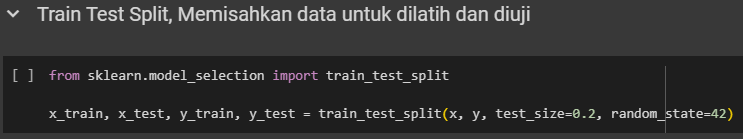 Train Test Split, Memisahkan data untuk dilatih dan diuji
[ ] from sklearn.model_selection import train_test_split
x_train, x_test, y_train, y_test = train_test_split(x, y, test_size=0.2, random_state=42)